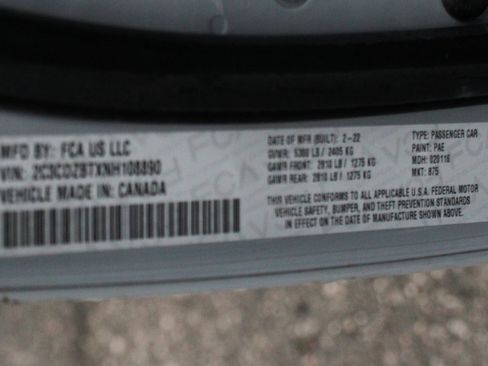 MFD BY: FCA US LLC
VIN: 2C3CDZBTXNH108890
VEHICLE MADE IN: CANADA
DATE OF MFR (BUILT): 2-22
GVWR: 5300 LB / 2405 KG
GAWR FRONT: 2810 LB / 1275 KG
GAWR REAR: 2810 LB / 1275 KG
TYPE: PASSENGER CAR
PAINT: PAE
MDH: 020116
MKT: 875
THIS VEHICLE CONFORMS TO ALL APPLICABLE U.S.A. FEDERAL MOTOR
VEHICLE SAFETY, BUMPER, AND THEFT PREVENTION STANDARDS
IN EFFECT ON THE DATE OF MANUFACTURE SHOWN ABOVE.